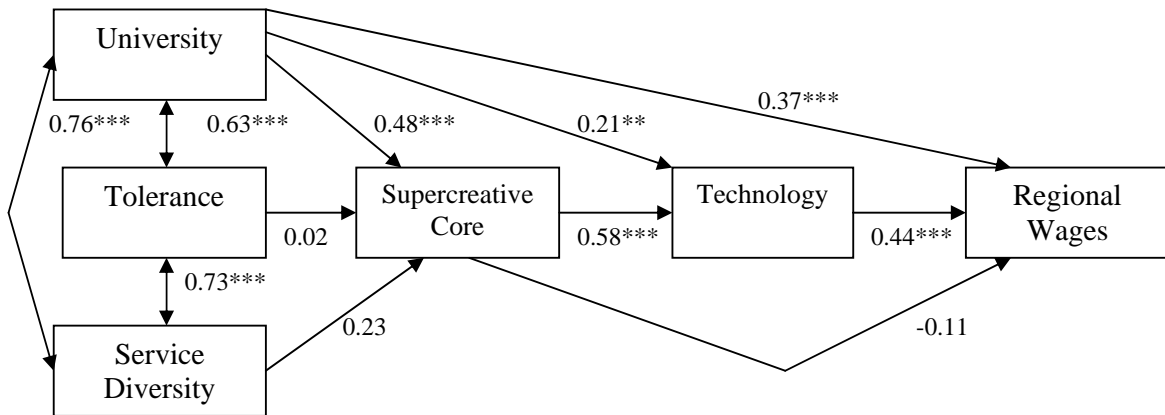 University
0.37***
0.76***
0.63***
0.48***
0.21**
Tolerance
Supercreative
Core
Technology
Regional
Wages
0.02
0.58***
0.44***
0.73***
0.23
-0.11
Service
Diversity